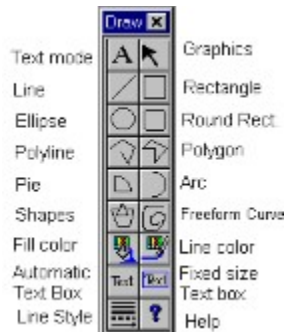 Draw
Text mode A Graphics
Line Rectangle
Ellipse Round Rect.
Polyline Polygon
Pie Arc
Shapes Freeform Curve
Fill color Line color
Automatic Text Box Text Text Fixed size Text box
Line Style ? Help